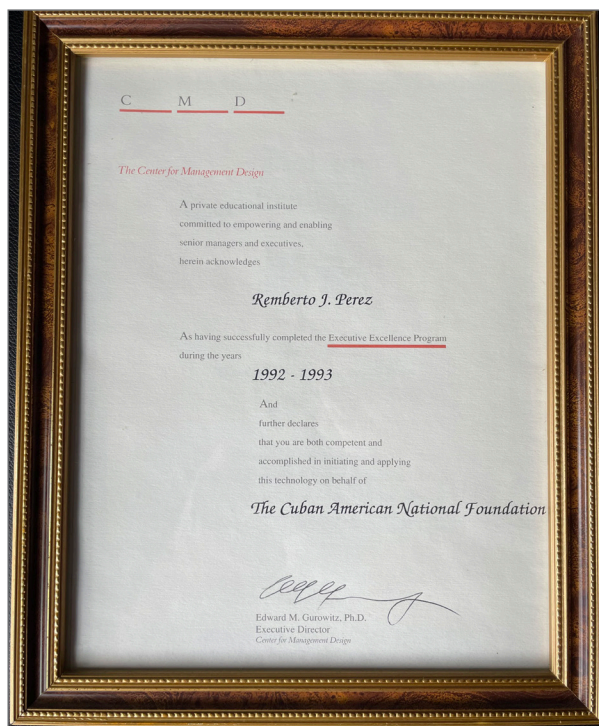 C M D
The Center for Management Design
A private educational institute
committed to empowering and enabling
senior managers and executives,
herein acknowledges
Remberto J. Perez
As having successfully completed the Executive Excellence Program
during the years
1992 - 1993
And
further declares
that you are both competent and
accomplished in initiating and applying
this technology on behalf of
The Cuban American National Foundation
Edward M. Gurowitz, Ph.D.
Executive Director
Center for Management Design